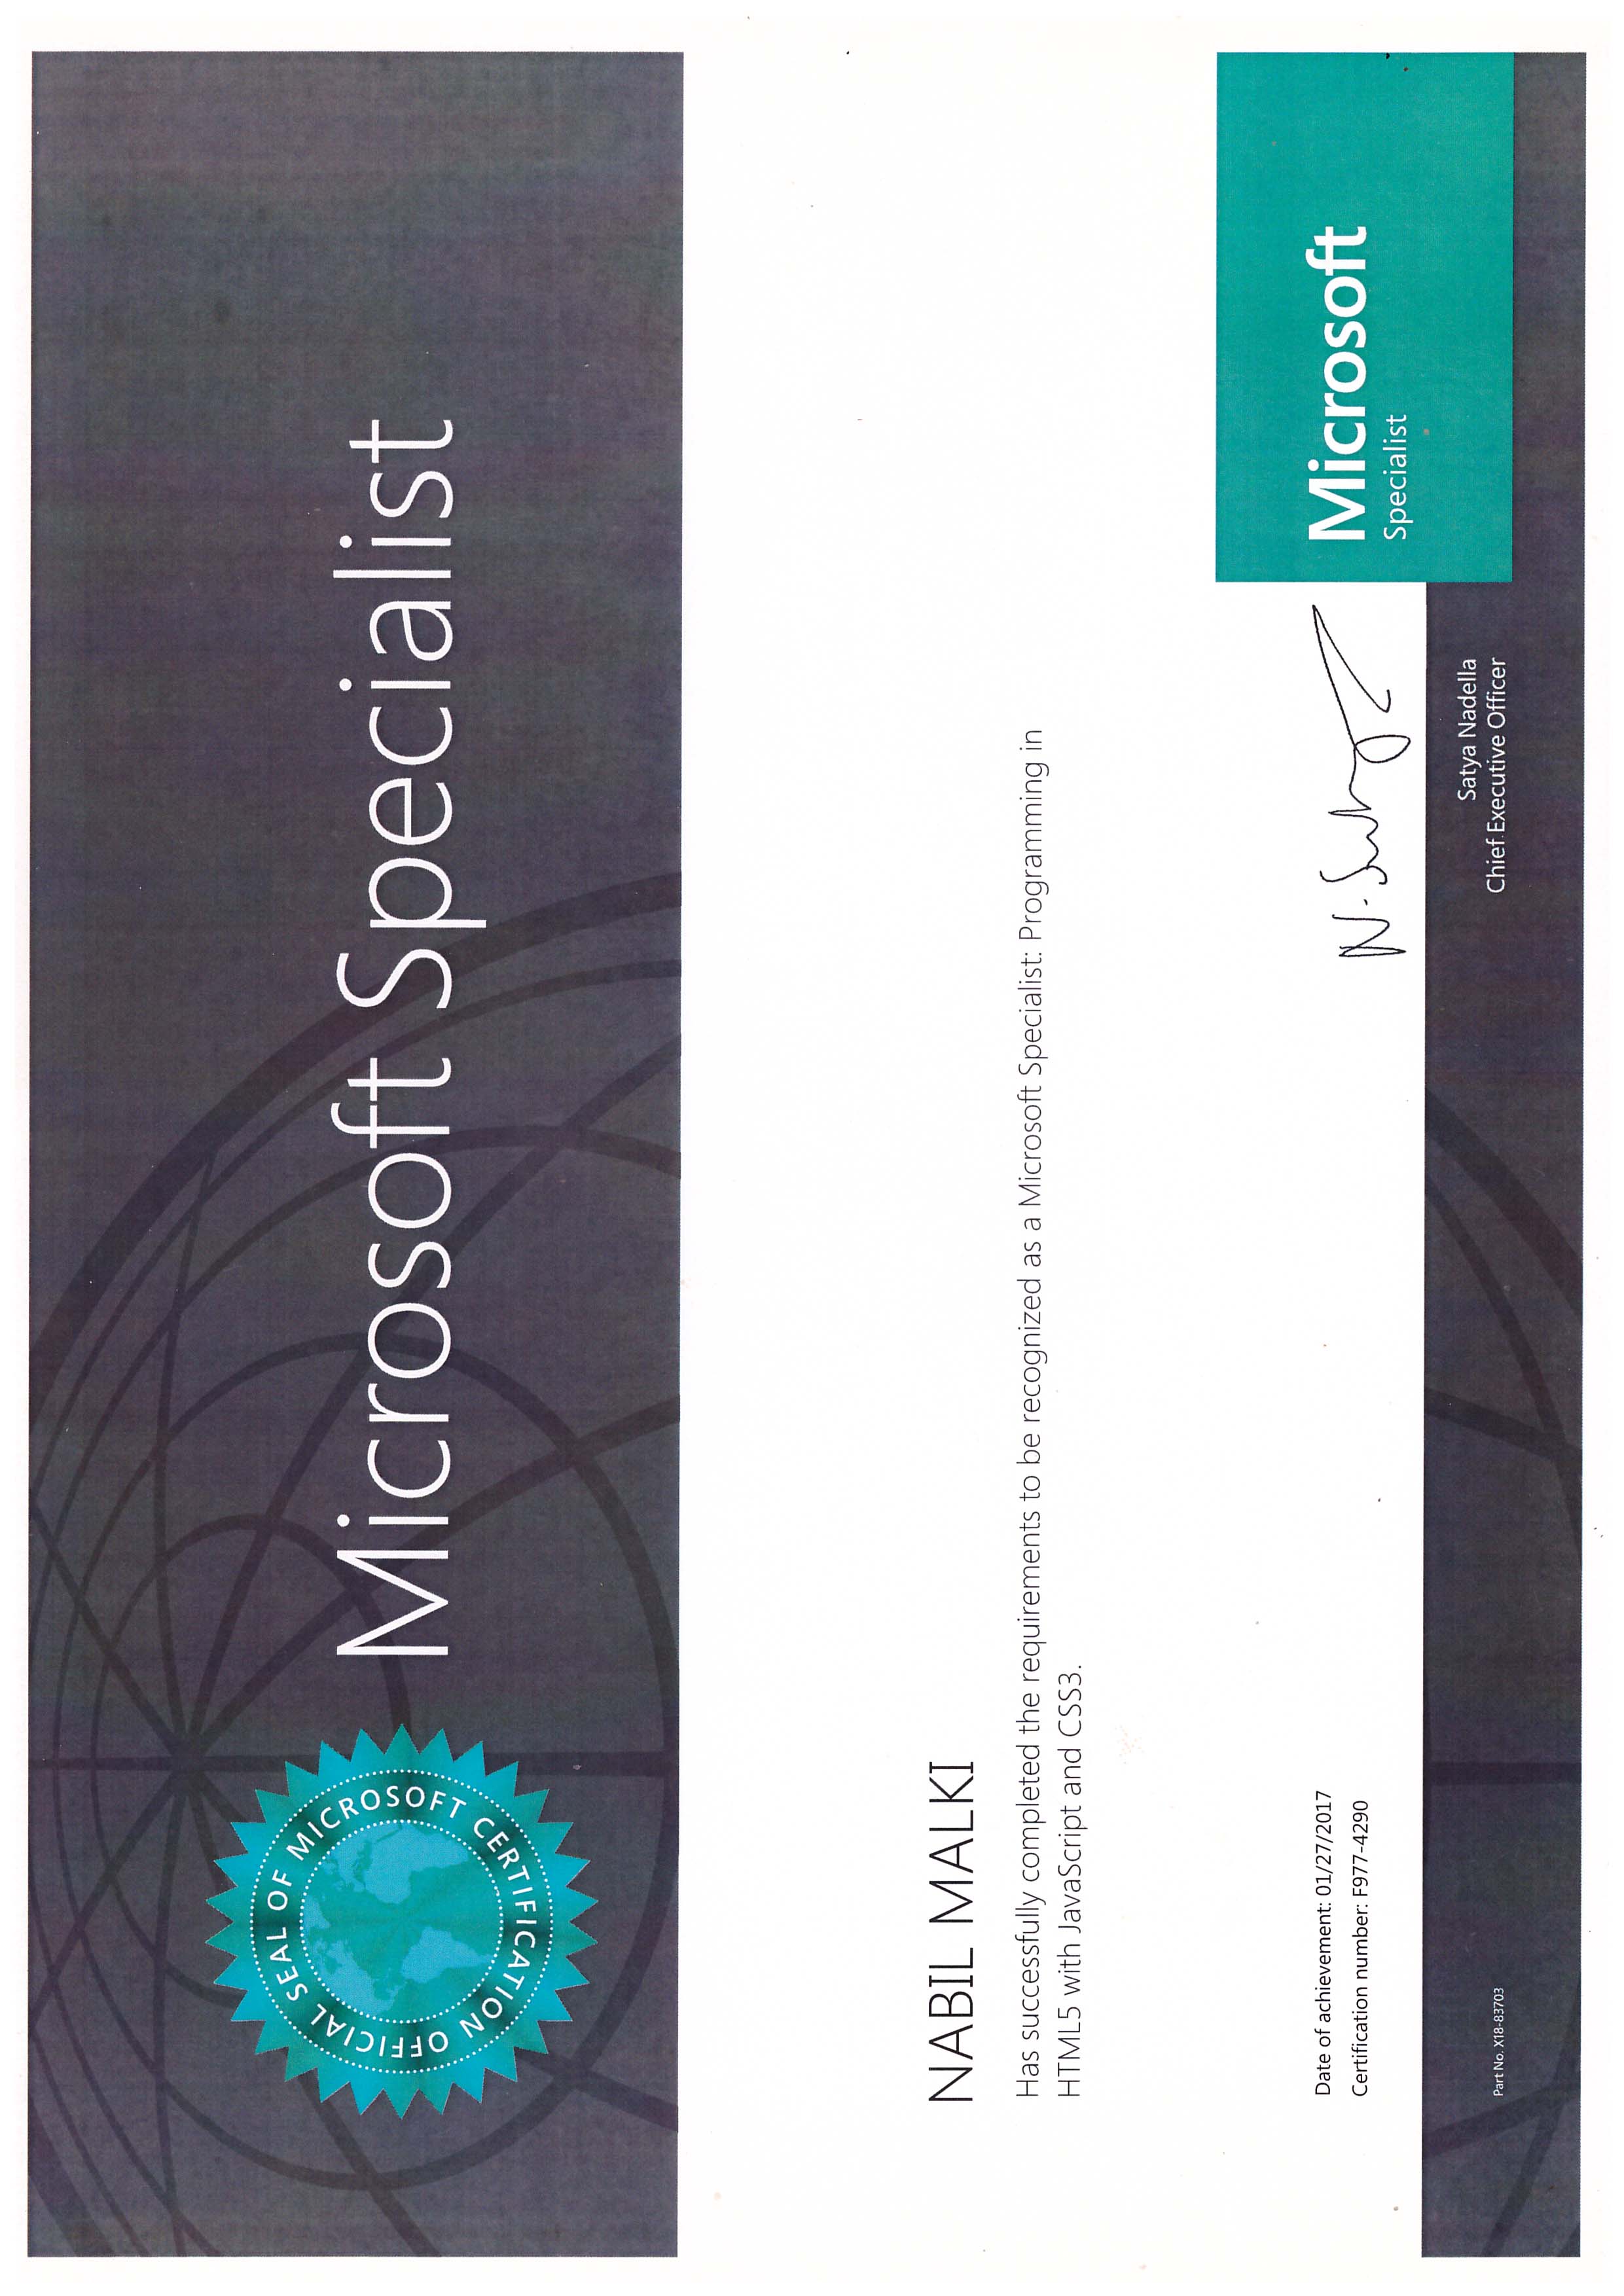 OFFICIAL SEAL OF MICROSOFT CERTIFICATION
Microsoft Specialist
NABIL MALKI
Has successfully completed the requirements to be recognized as a Microsoft Specialist: Programming in
HTML5 with JavaScript and CSS3.
Date of achievement: 01/27/2017
Certification number: F977-4290
Microsoft
Specialist
Satya Nadella
Chief Executive Officer
Part No. X18-83703